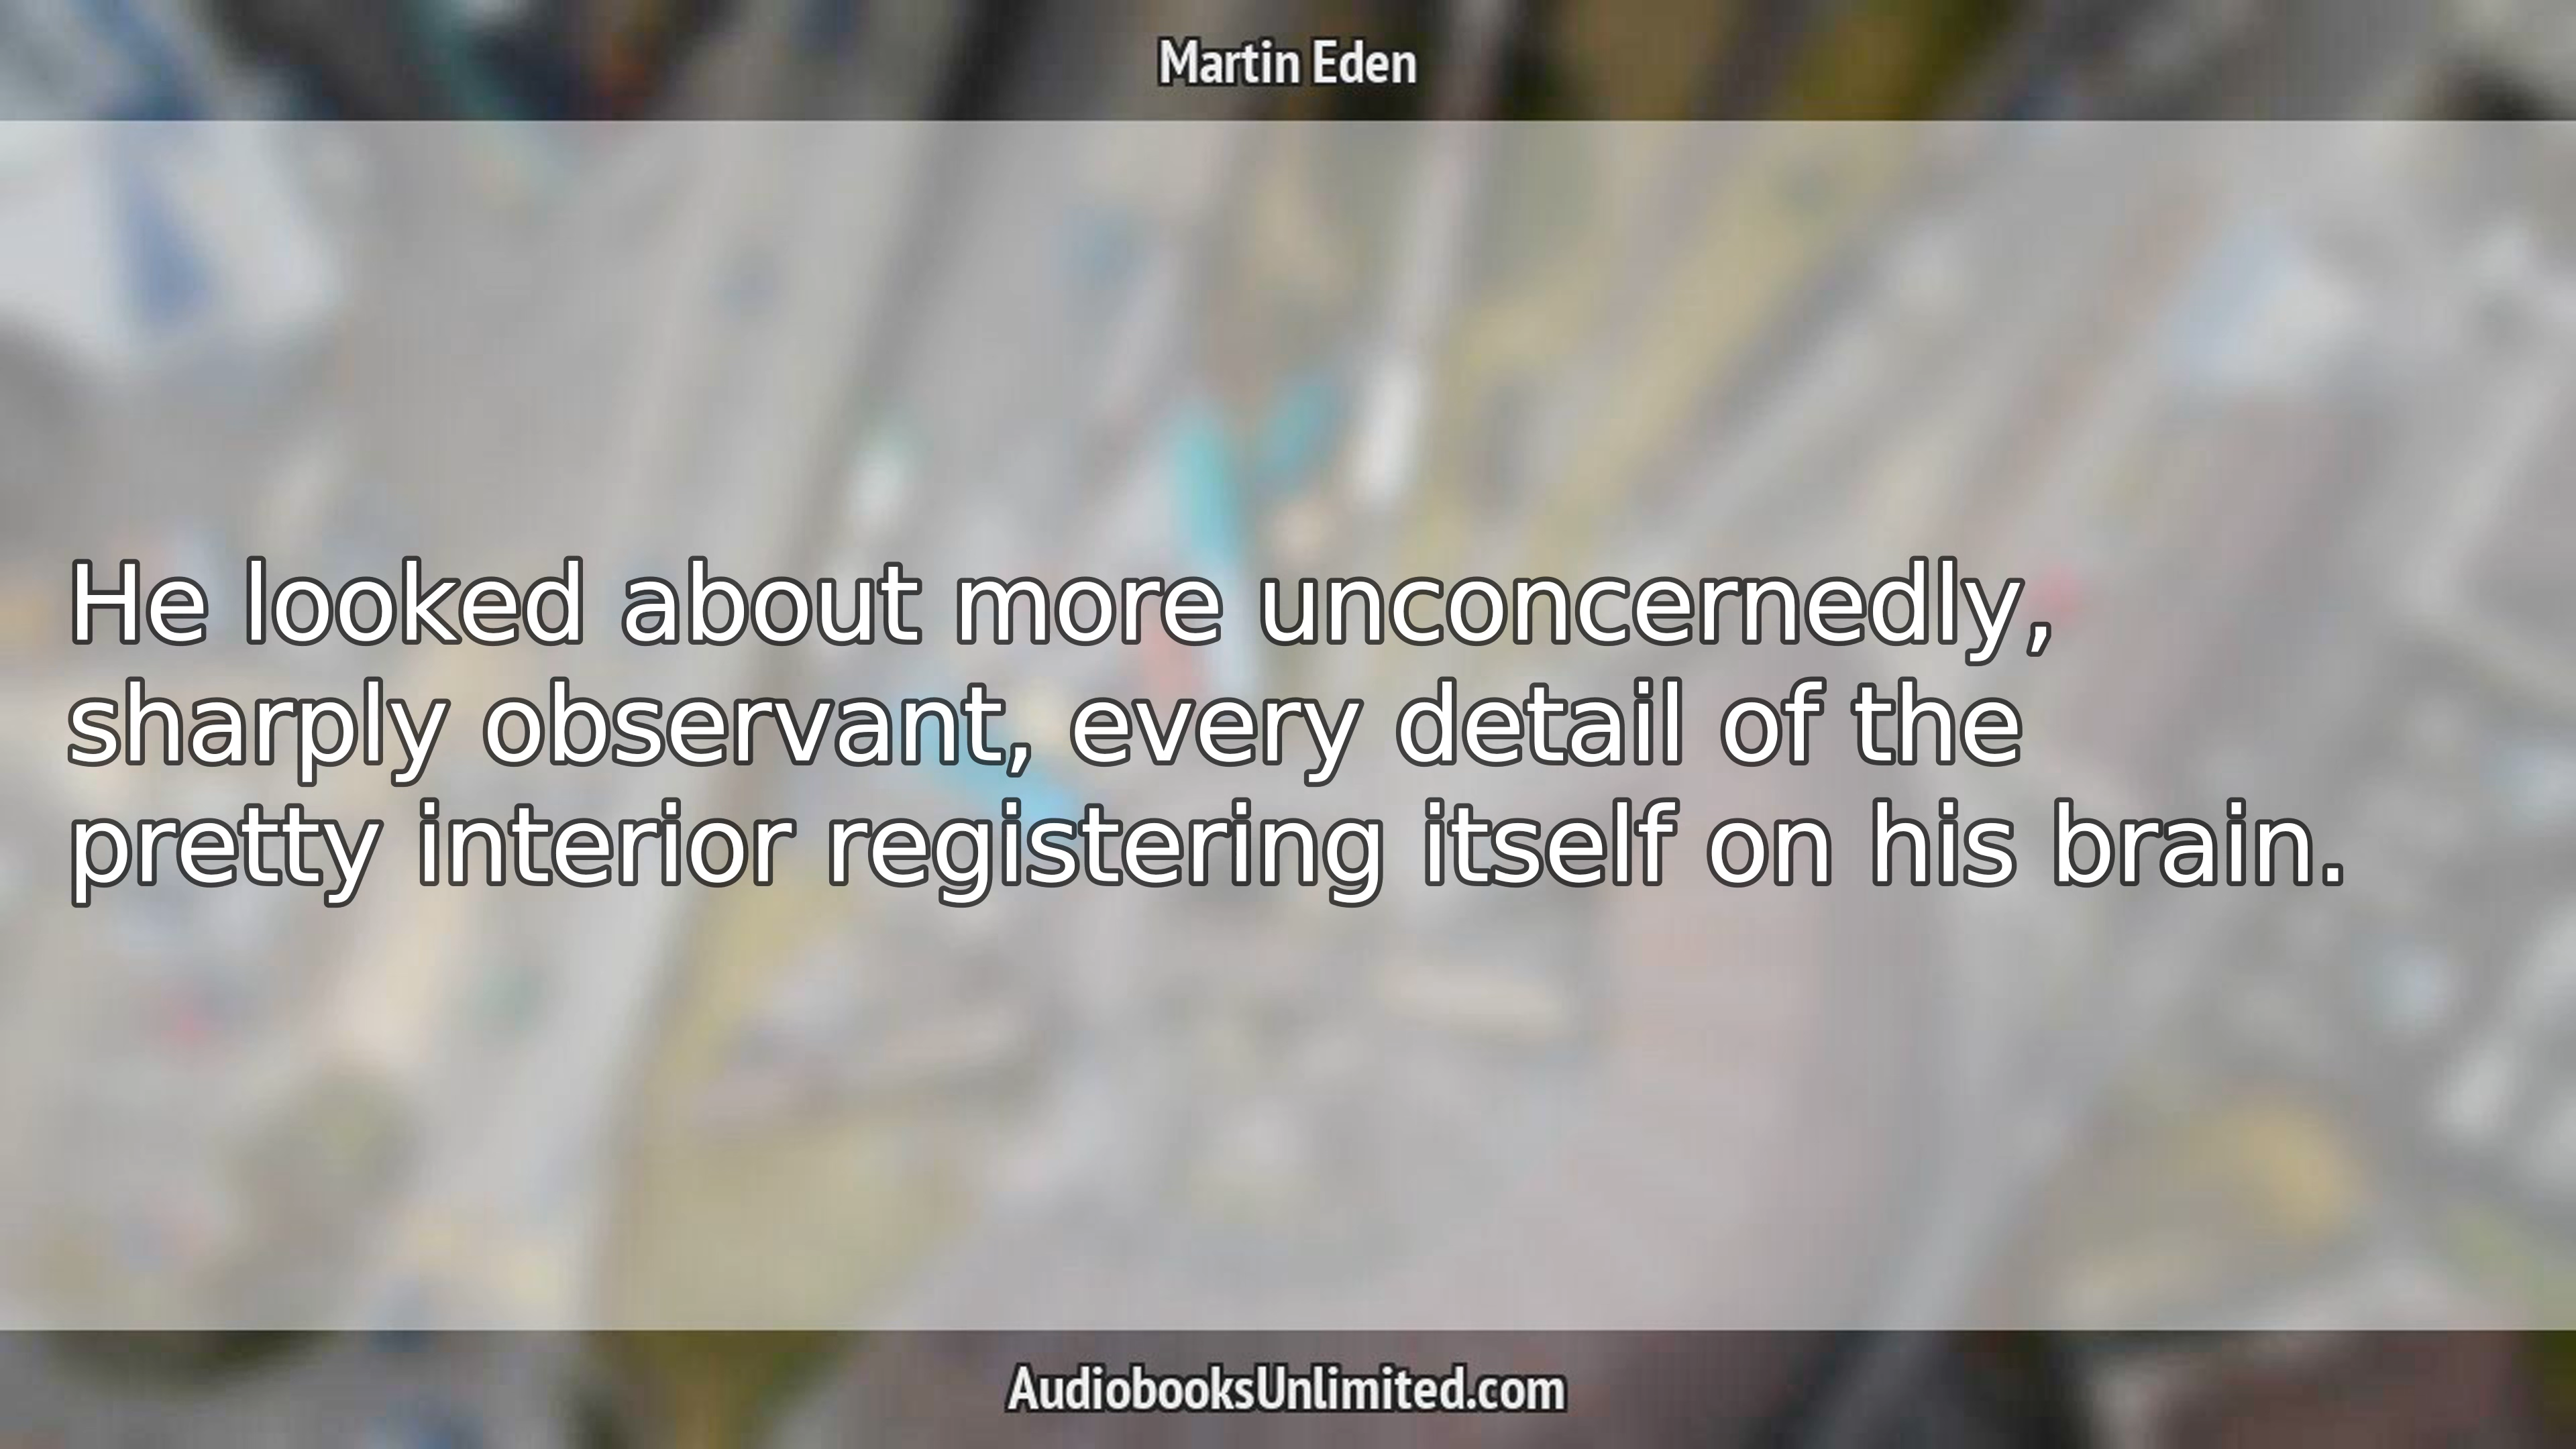 Martin Eden
He looked about more unconcernedly,
sharply observant, every detail of the
pretty interior registering itself on his brain.
AudiobooksUnlimited.com